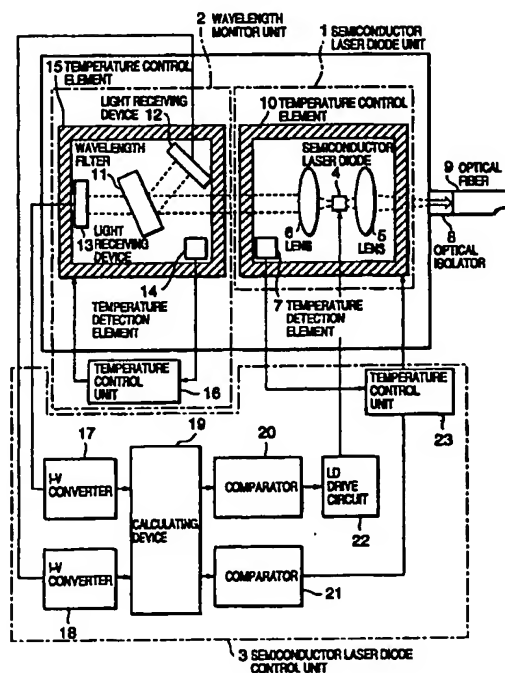 2 WAVELENGTH
MONITOR UNIT
1 SEMICONDUCTOR
LASER DIODE UNIT
15 TEMPERATURE CONTROL
ELEMENT
LIGHT RECEIVING
DEVICE
12
10 TEMPERATURE CONTROL
ELEMENT
WAVELENGTH
FILTER
11
SEMICONDUCTOR
LASER DIODE
4
9 OPTICAL
FIBER
13 LIGHT
RECEIVING
DEVICE
6
LENS
5
LENS
8 OPTICAL
ISOLATOR
14
TEMPERATURE
DETECTION
ELEMENT
7 TEMPERATURE
DETECTION
ELEMENT
TEMPERATURE
CONTROL
UNIT
16
TEMPERATURE
CONTROL
UNIT
23
17
I-V
CONVERTER
19
CALCULATING
DEVICE
20
COMPARATOR
LD
DRIVE
CIRCUIT
22
I-V
CONVERTER
18
COMPARATOR
21
3 SEMICONDUCTOR LASER DIODE
CONTROL UNIT